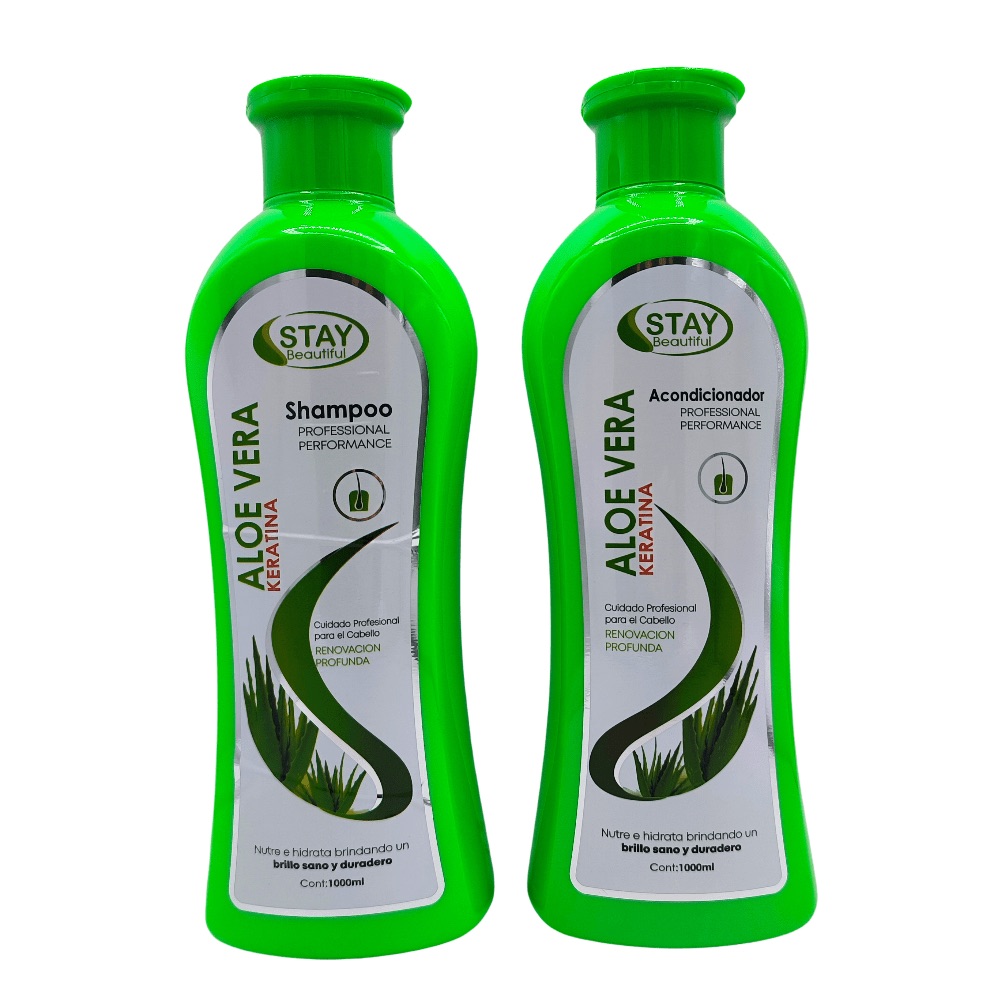 STAY
Beautiful
Shampoo
PROFESSIONAL
PERFORMANCE
ALOE VERA
KERATINA
Cuidado Profesional
para el Cabello
RENOVACION
PROFUNDA
Nutre e hidrata brindando un
brillo sano y duradero
Cont:1000ml
STAY
Beautiful
Acondicionador
PROFESSIONAL
PERFORMANCE
ALOE VERA
KERATINA
Cuidado Profesional
para el Cabello
RENOVACION
PROFUNDA
Nutre e hidrata brindando un
brillo sano y duradero
Cont:1000ml